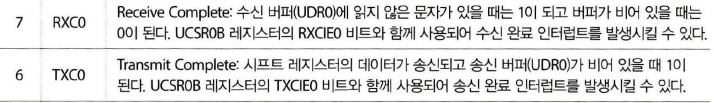 7 RXC0 Receive Complete: 수신 버퍼(UDR0)에 읽지 않은 문자가 있을 때는 1이 되고 버퍼가 비어 있을 때는
0이 된다. UCSR0B 레지스터의 RXCIE0 비트와 함께 사용되어 수신 완료 인터럽트를 발생시킬 수 있다.
6 TXC0 Transmit Complete: 시프트 레지스터의 데이터가 송신되고 송신 버퍼(UDR0)가 비어 있을 때 1이
된다. UCSR0B 레지스터의 TXCIE0 비트와 함께 사용되어 송신 완료 인터럽트를 발생시킬 수 있다.